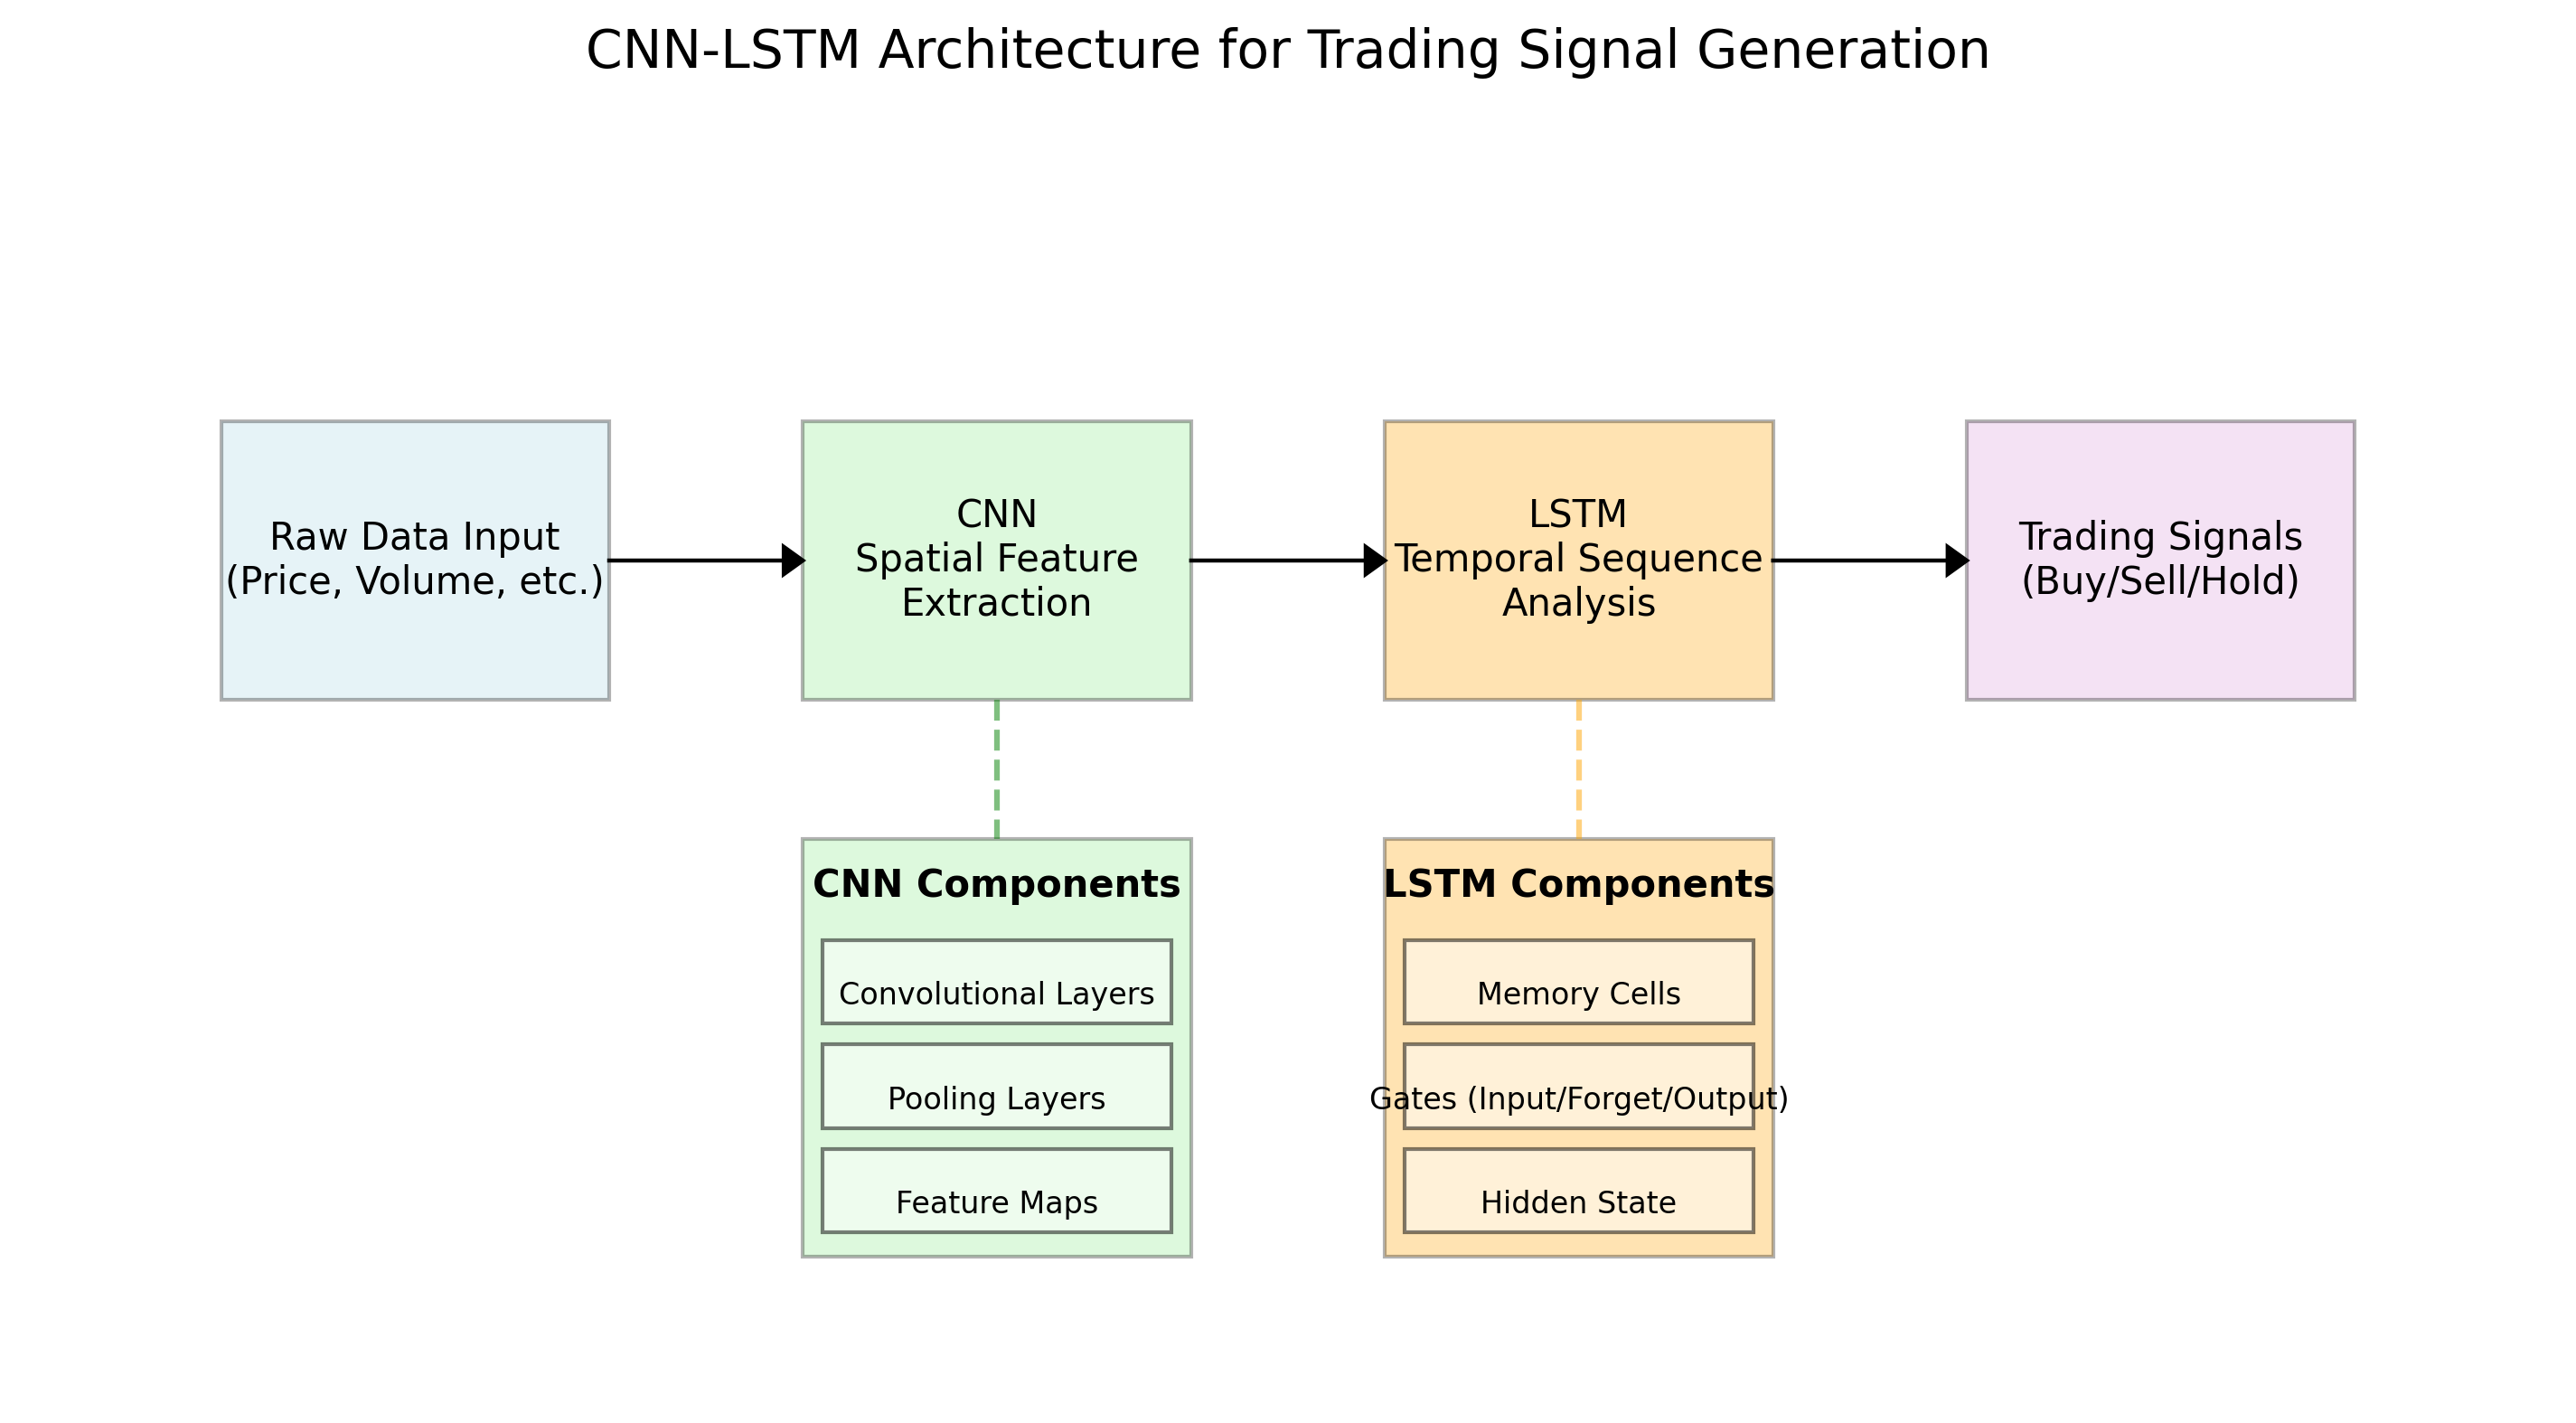 CNN-LSTM Architecture for Trading Signal Generation
Raw Data Input
(Price, Volume, etc.)
CNN
Spatial Feature
Extraction
LSTM
Temporal Sequence
Analysis
Trading Signals
(Buy/Sell/Hold)
CNN Components
Convolutional Layers
Pooling Layers
Feature Maps
LSTM Components
Memory Cells
Gates (Input/Forget/Output)
Hidden State